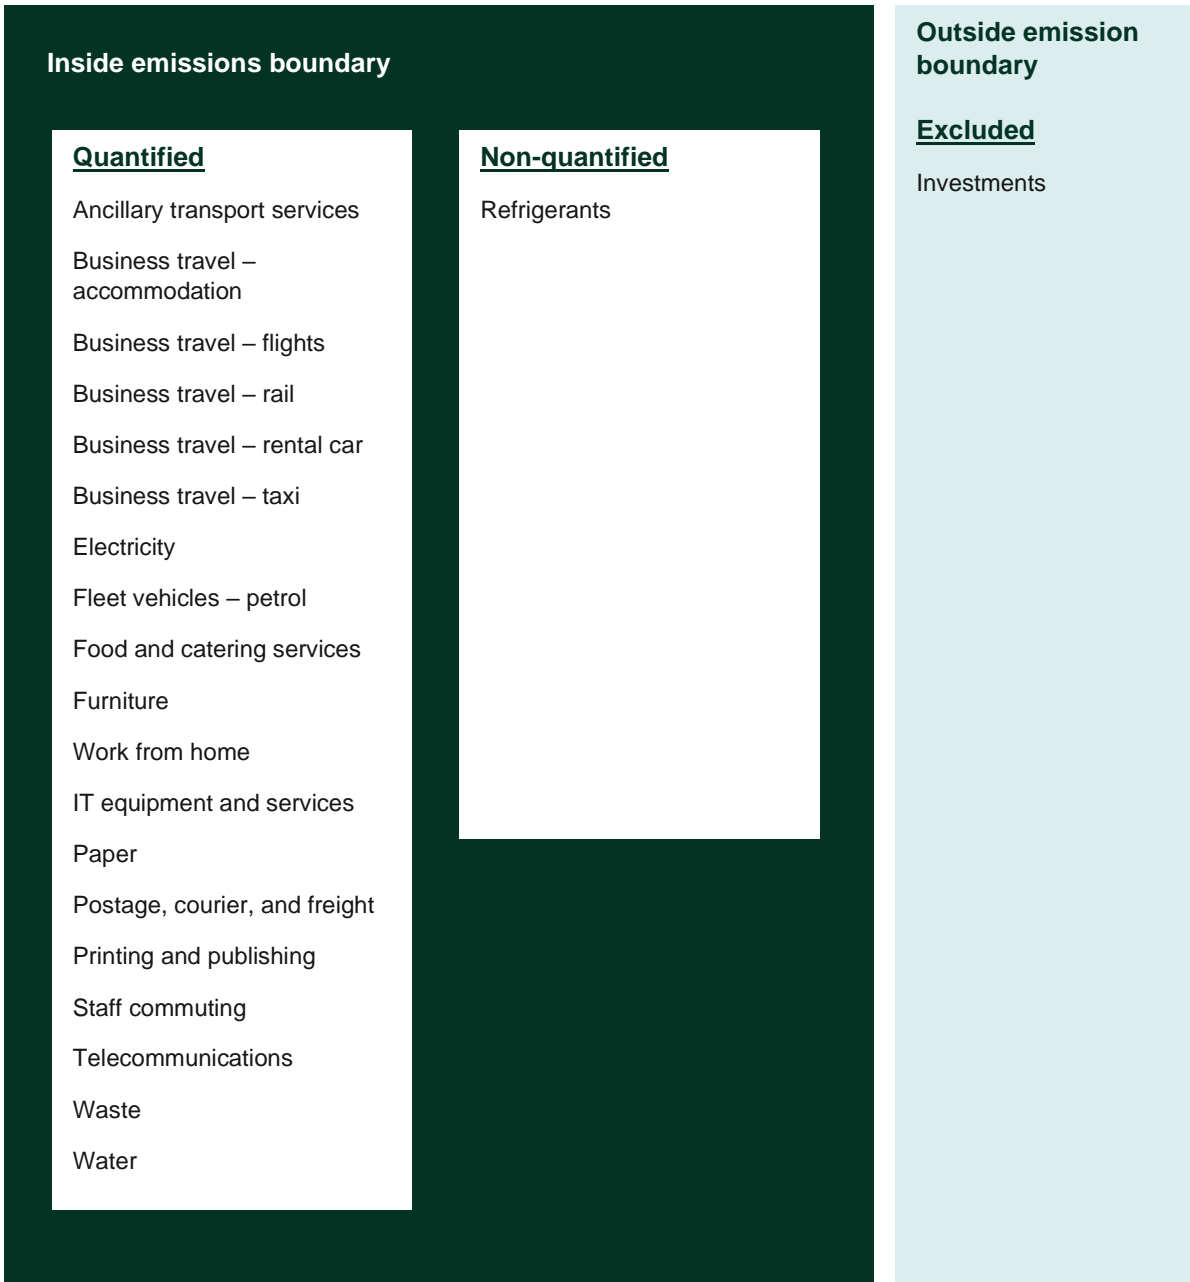 Inside emissions boundary
Quantified
Ancillary transport services
Business travel –
accommodation
Business travel – flights
Business travel – rail
Business travel – rental car
Business travel – taxi
Electricity
Fleet vehicles – petrol
Food and catering services
Furniture
Work from home
IT equipment and services
Paper
Postage, courier, and freight
Printing and publishing
Staff commuting
Telecommunications
Waste
Water
Non-quantified
Refrigerants
Outside emission
boundary
Excluded
Investments